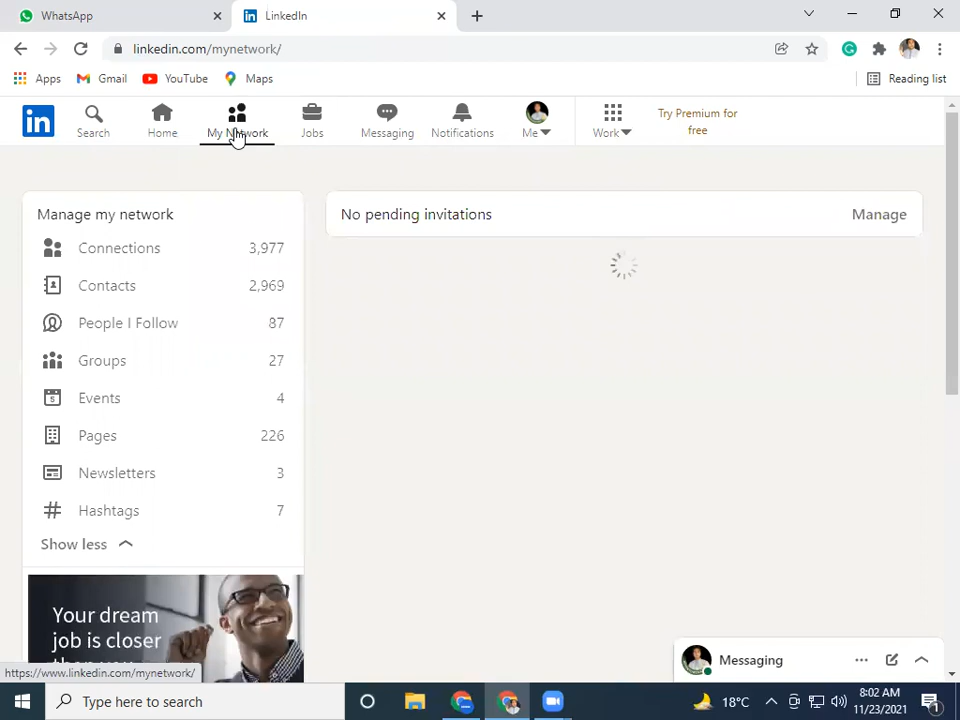 WhatsApp
LinkedIn
linkedin.com/mynetwork/
Apps
Gmail
YouTube
Maps
Reading list
in
Search
Home
My Network
Jobs
Messaging
Notifications
Me
Work
Try Premium for
free
Manage my network
Connections 3,977
Contacts 2,969
People I Follow 87
Groups 27
Events 4
Pages 226
Newsletters 3
Hashtags 7
Show less
No pending invitations
Manage
Your dream
job is closer
than you
https://www.linkedin.com/mynetwork/
Messaging
Type here to search
18°C
8:02 AM
11/23/2021
1